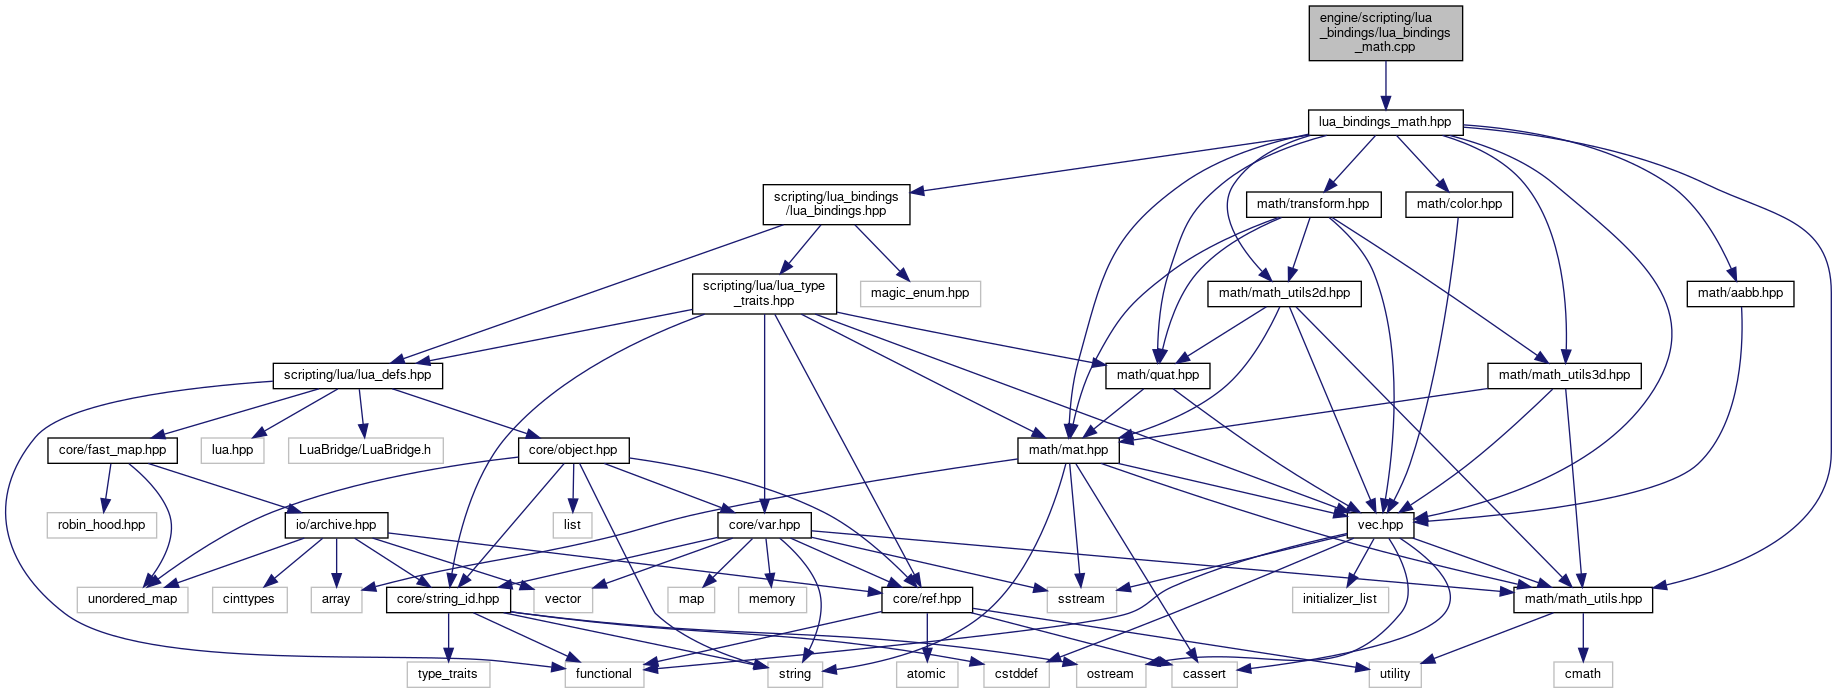 engine/scripting/lua
_bindings/lua_bindings
_math.cpp
lua_bindings_math.hpp
scripting/lua_bindings
/lua_bindings.hpp
math/transform.hpp
math/color.hpp
scripting/lua/lua_type
_traits.hpp
magic_enum.hpp
math/math_utils2d.hpp
math/aabb.hpp
scripting/lua/lua_defs.hpp
math/quat.hpp
math/math_utils3d.hpp
core/fast_map.hpp
lua.hpp
LuaBridge/LuaBridge.h
core/object.hpp
math/mat.hpp
robin_hood.hpp
io/archive.hpp
list
core/var.hpp
vec.hpp
unordered_map
cinttypes
array
core/string_id.hpp
vector
map
memory
core/ref.hpp
sstream
initializer_list
math/math_utils.hpp
type_traits
functional
string
atomic
cstddef
ostream
cassert
utility
cmath